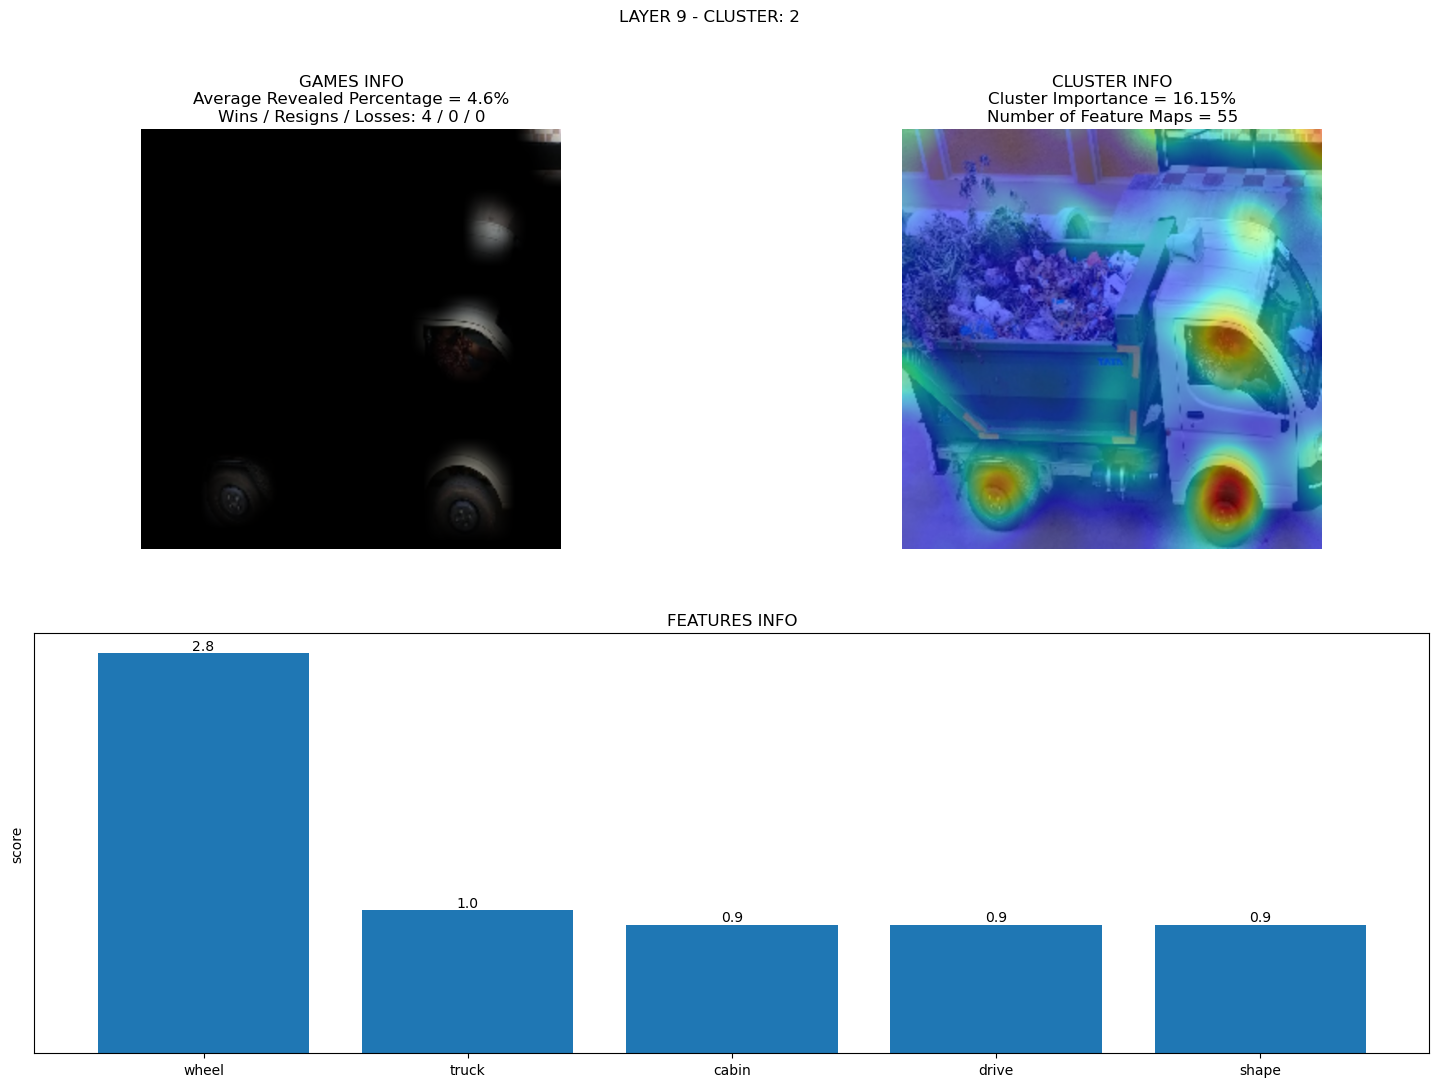 LAYER 9 - CLUSTER: 2
GAMES INFO
Average Revealed Percentage = 4.6%
Wins / Resigns / Losses: 4 / 0 / 0
CLUSTER INFO
Cluster Importance = 16.15%
Number of Feature Maps = 55
FEATURES INFO
score
2.8
1.0
0.9
0.9
0.9
wheel
truck
cabin
drive
shape